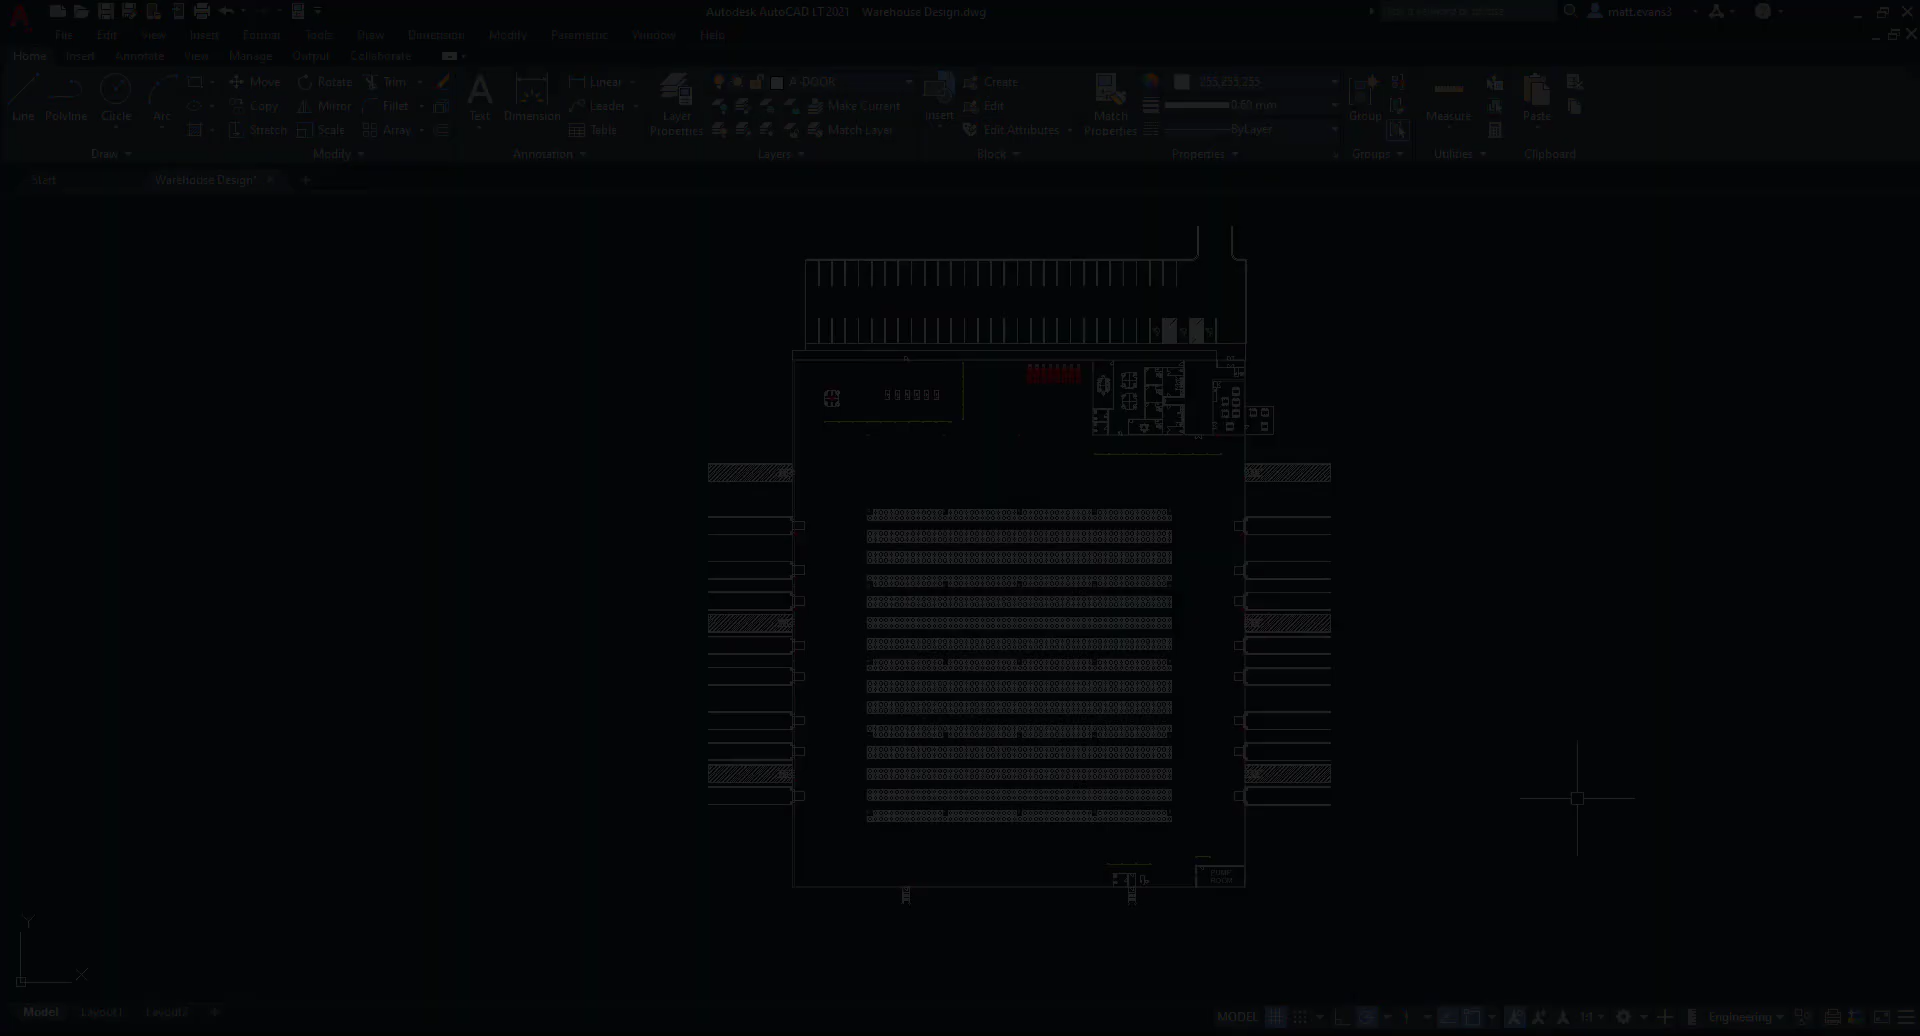 Autodesk AutoCAD LT 2021 Warehouse Design.dwg
matt.evans3
File Edit View Insert Format Tools Draw Dimension Modify Parametric Window Help
Home Insert Annotate View Manage Output Collaborate
Line Polyline Circle Arc
Move Rotate Trim
Copy Mirror Fillet
Stretch Scale Array
Text Dimension
Linear
Leader
Table
Layer Properties
A-DOOR
Make Current
Match Layer
Insert
Create
Edit
Edit Attributes
Match Properties
255,255,255
0.60 mm
ByLayer
Group
Measure
Paste
Draw Modify Annotation Layers Block Properties Groups Utilities Clipboard
Start Warehouse Design*
PUMP
ROOM
Y
X
Model Layout1 Layout2
MODEL 1:1 Engineering